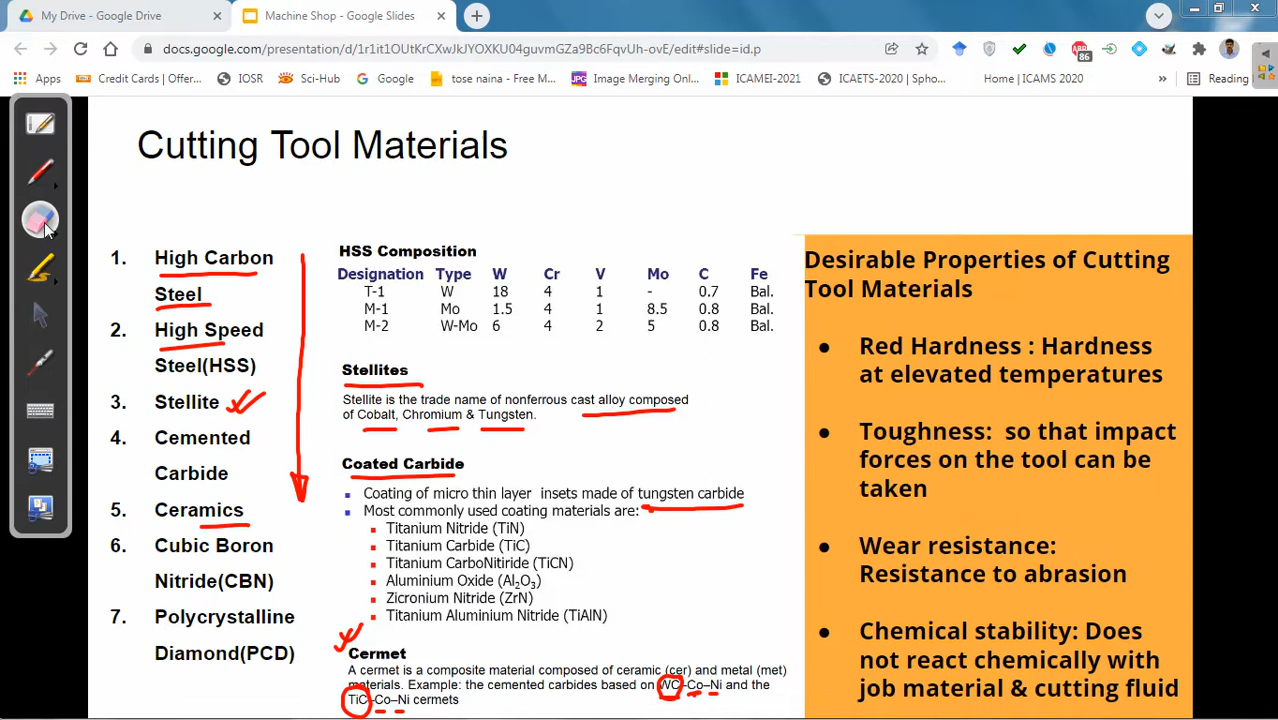 My Drive - Google Drive
Machine Shop - Google Slides
docs.google.com/presentation/d/1r1it1OUtKrCXwJkJYOXKU04guvmGZa9Bc6FqvUh-ovE/edit#slide=id.p
86
Apps Credit Cards | Offer... IOSR Sci-Hub Google tose naina - Free M... Image Merging Onl... ICAMEI-2021 ICAETS-2020 | Spho... Home | ICAMS 2020 » Reading
JPG
Cutting Tool Materials
1. High Carbon
Steel
2. High Speed
Steel(HSS)
3. Stellite
4. Cemented
Carbide
5. Ceramics
6. Cubic Boron
Nitride(CBN)
7. Polycrystalline
Diamond(PCD)
HSS Composition
Designation Type W Cr V Mo C Fe
T-1 W 18 4 1 - 0.7 Bal.
M-1 Mo 1.5 4 1 8.5 0.8 Bal.
M-2 W-Mo 6 4 2 5 0.8 Bal.
Stellites
Stellite is the trade name of nonferrous cast alloy composed
of Cobalt, Chromium & Tungsten.
Coated Carbide
Coating of micro thin layer insets made of tungsten carbide
Most commonly used coating materials are:
Titanium Nitride (TiN)
Titanium Carbide (TiC)
Titanium CarboNitiride (TiCN)
Aluminium Oxide (Al₂O₃)
Zicronium Nitride (ZrN)
Titanium Aluminium Nitride (TiAlN)
Cermet
A cermet is a composite material composed of ceramic (cer) and metal (met)
materials. Example: the cemented carbides based on WC–Co–Ni and the
TiC–Co–Ni cermets
Desirable Properties of Cutting
Tool Materials
● Red Hardness : Hardness
at elevated temperatures
● Toughness: so that impact
forces on the tool can be
taken
● Wear resistance:
Resistance to abrasion
● Chemical stability: Does
not react chemically with
job material & cutting fluid